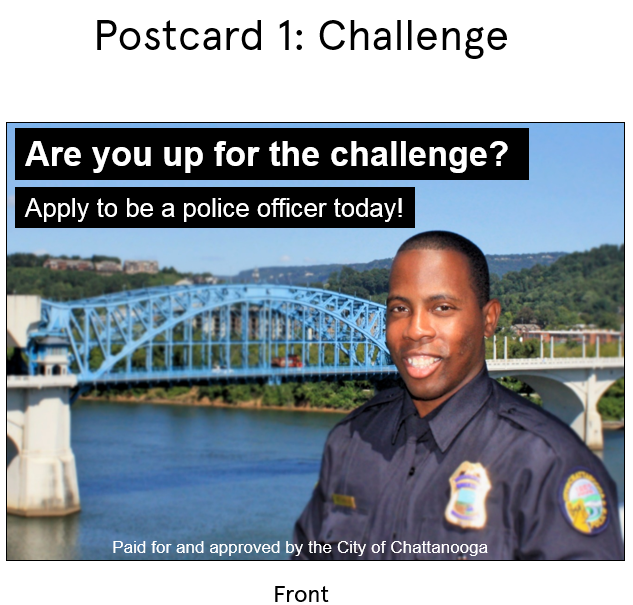 Postcard 1: Challenge
Are you up for the challenge?
Apply to be a police officer today!
Paid for and approved by the City of Chattanooga
Front